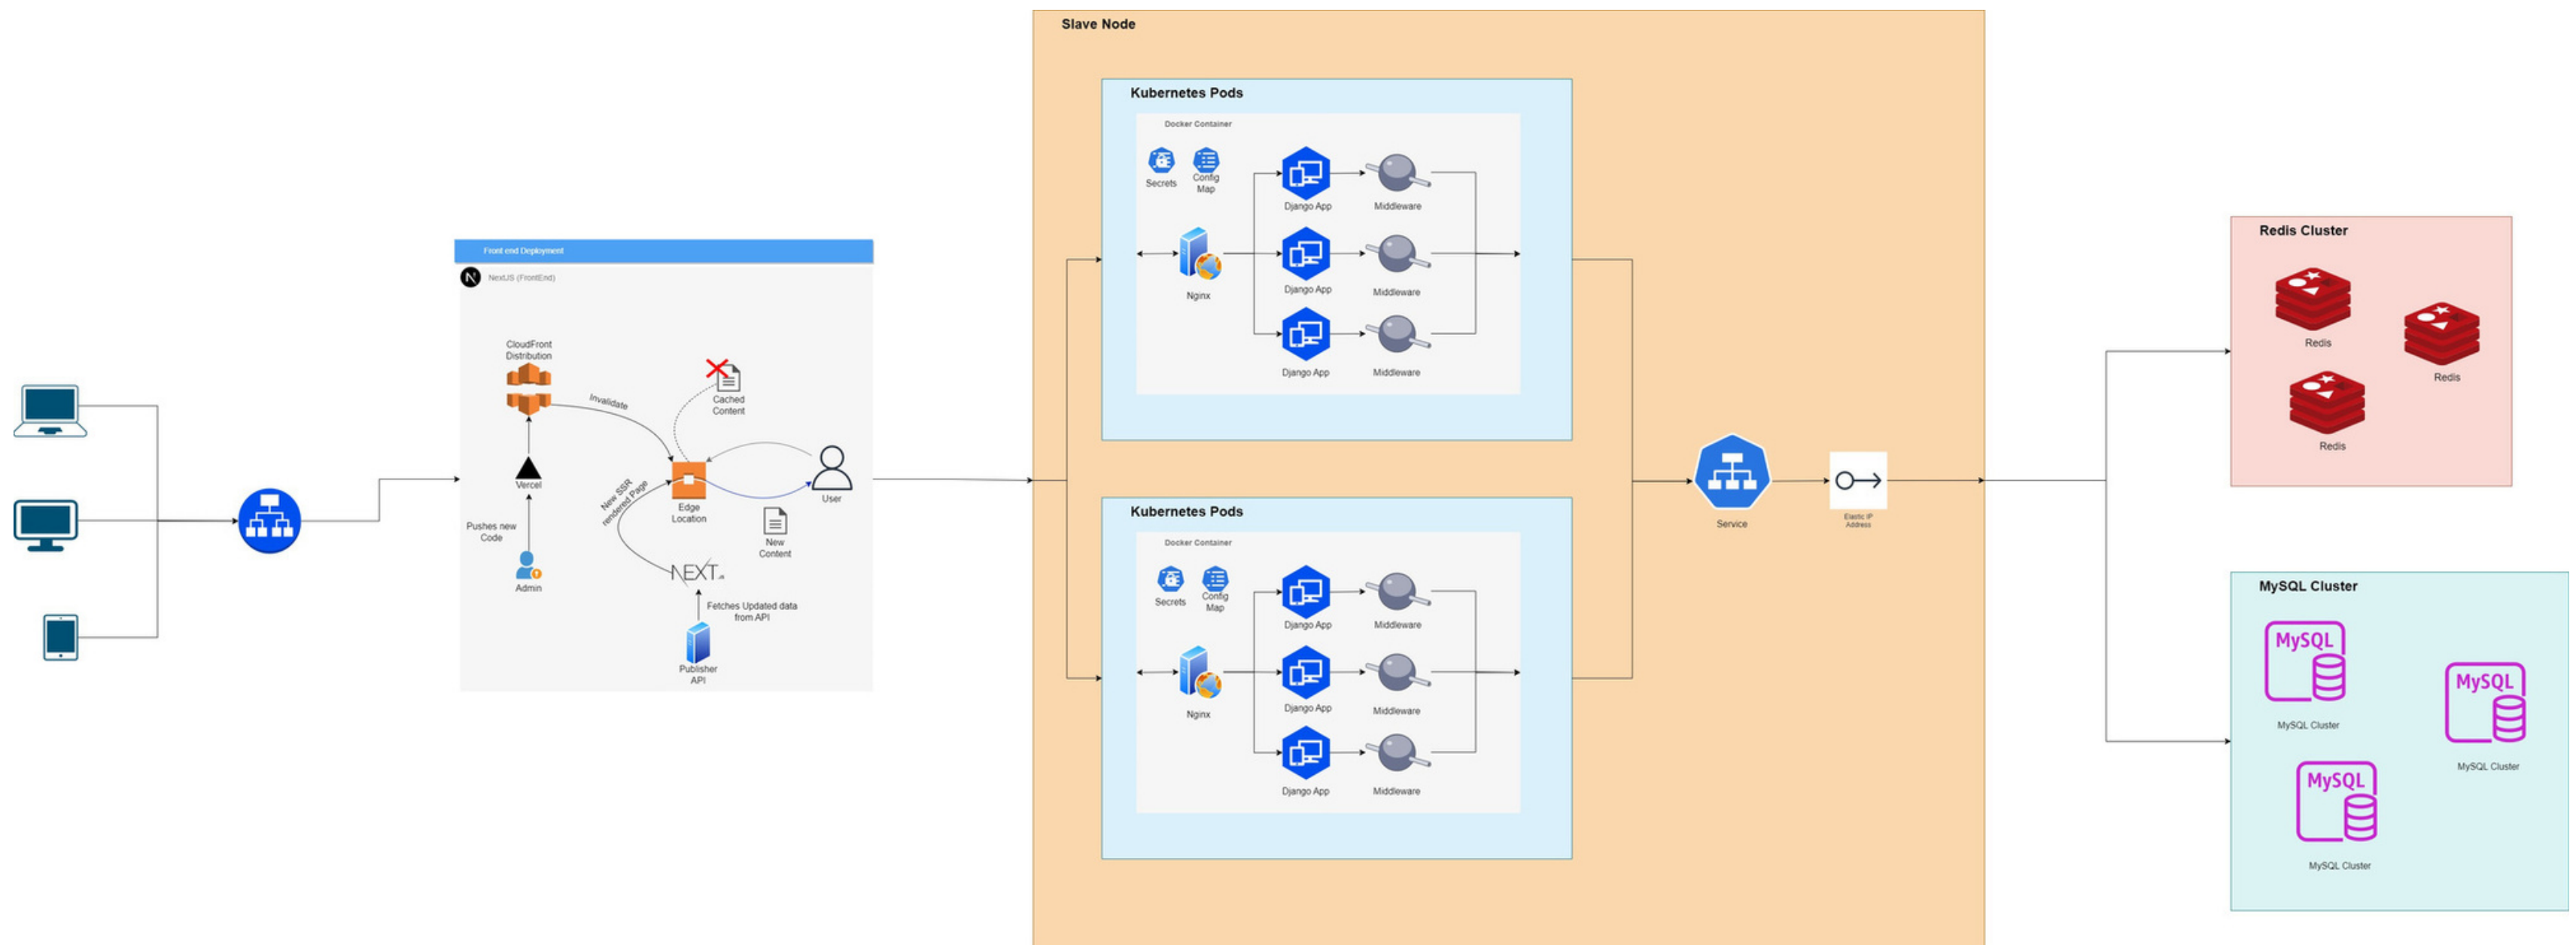 Slave Node
Kubernetes Pods
Docker Container
Secrets
Config
Map
Django App
Middleware
Nginx
Django App
Middleware
Django App
Middleware
Front end Deployment
N
NextJS (FrontEnd)
CloudFront
Distribution
Invalidate
Cached
Content
Vercel
New SSR
rendered Page
Edge
Location
User
Pushes new
Code
New
Content
Admin
NEXT.JS
Fetches Updated data
from API
Publisher
API
Kubernetes Pods
Docker Container
Secrets
Config
Map
Django App
Middleware
Nginx
Django App
Middleware
Django App
Middleware
Service
Elastic IP
Address
Redis Cluster
Redis
Redis
Redis
MySQL Cluster
MySQL
MySQL Cluster
MySQL
MySQL Cluster
MySQL
MySQL Cluster